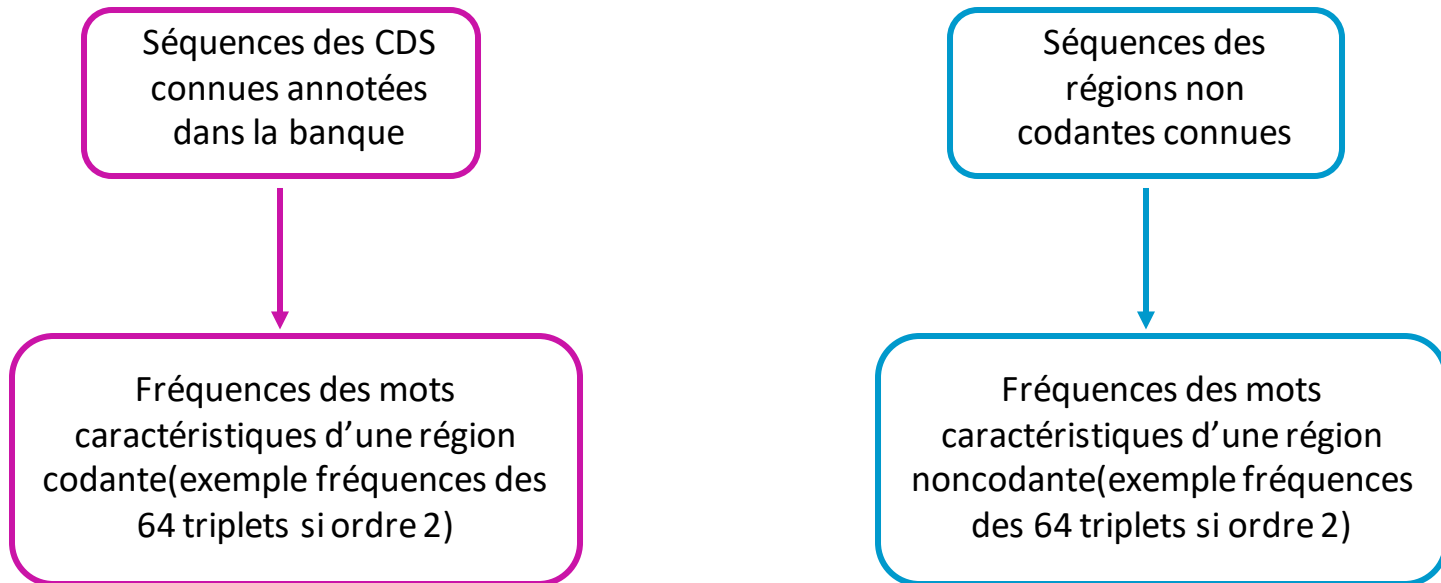 Séquences des CDS
connues annotées
dans la banque
Séquences des
régions non
codantes connues
Fréquences des mots
caractéristiques d’une région
codante(exemple fréquences des
64 triplets si ordre 2)
Fréquences des mots
caractéristiques d’une région
noncodante(exemple fréquences
des 64 triplets si ordre 2)